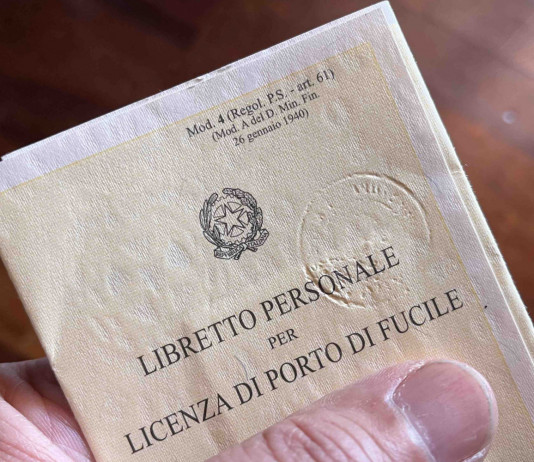 Mod. 4 (Regol. P.S. - art. 61)
(Mod. A del D. Min. Fin.
26 gennaio 1940)
LIBRETTO PERSONALE
PER
LICENZA DI PORTO DI FUCILE